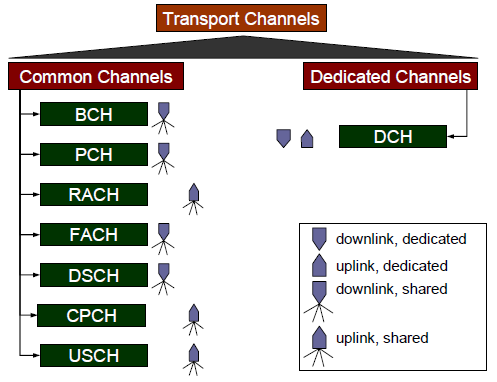 Transport Channels
Common Channels
Dedicated Channels
BCH
PCH
RACH
FACH
DSCH
CPCH
USCH
DCH
downlink, dedicated
uplink, dedicated
downlink, shared
uplink, shared